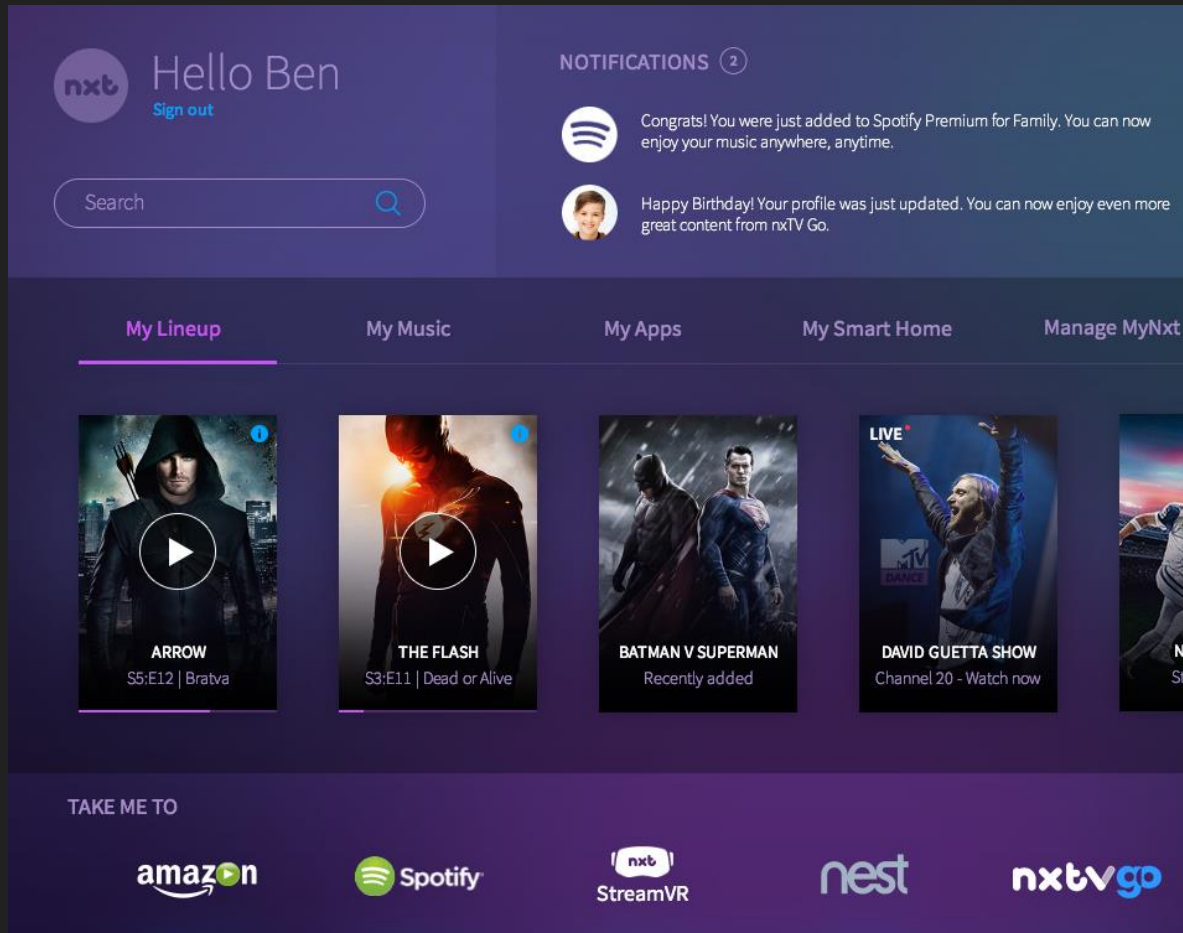 nxt
Hello Ben
Sign out
Search
NOTIFICATIONS 2
Congrats! You were just added to Spotify Premium for Family. You can now
enjoy your music anywhere, anytime.
Happy Birthday! Your profile was just updated. You can now enjoy even more
great content from nxTV Go.
My Lineup
My Music
My Apps
My Smart Home
Manage MyNxt
ARROW
S5:E12 | Bratva
THE FLASH
S3:E11 | Dead or Alive
BATMAN V SUPERMAN
Recently added
LIVE
MTV
DANCE
DAVID GUETTA SHOW
Channel 20 - Watch now
TAKE ME TO
amazon
Spotify
nxt
StreamVR
nest
nxtvgo